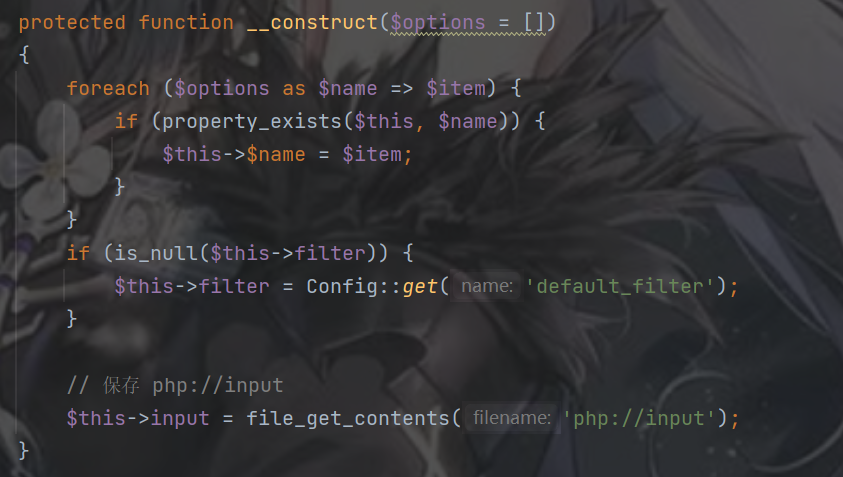 protected function __construct($options = [])
{
foreach ($options as $name => $item) {
if (property_exists($this, $name)) {
$this->$name = $item;
}
}
if (is_null($this->filter)) {
$this->filter = Config::get( name: 'default_filter');
}
// 保存 php://input
$this->input = file_get_contents( filename: 'php://input');
}